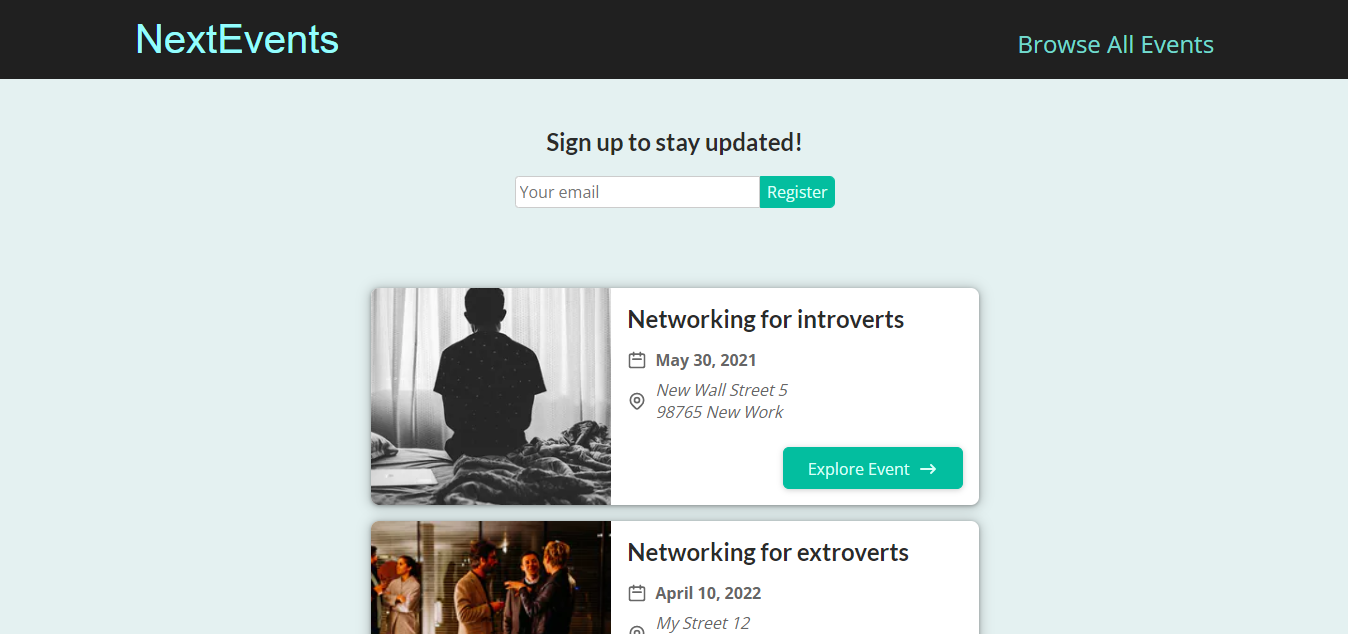 NextEvents
Browse All Events
Sign up to stay updated!
Your email
Register
Networking for introverts
May 30, 2021
New Wall Street 5
98765 New Work
Explore Event
Networking for extroverts
April 10, 2022
My Street 12